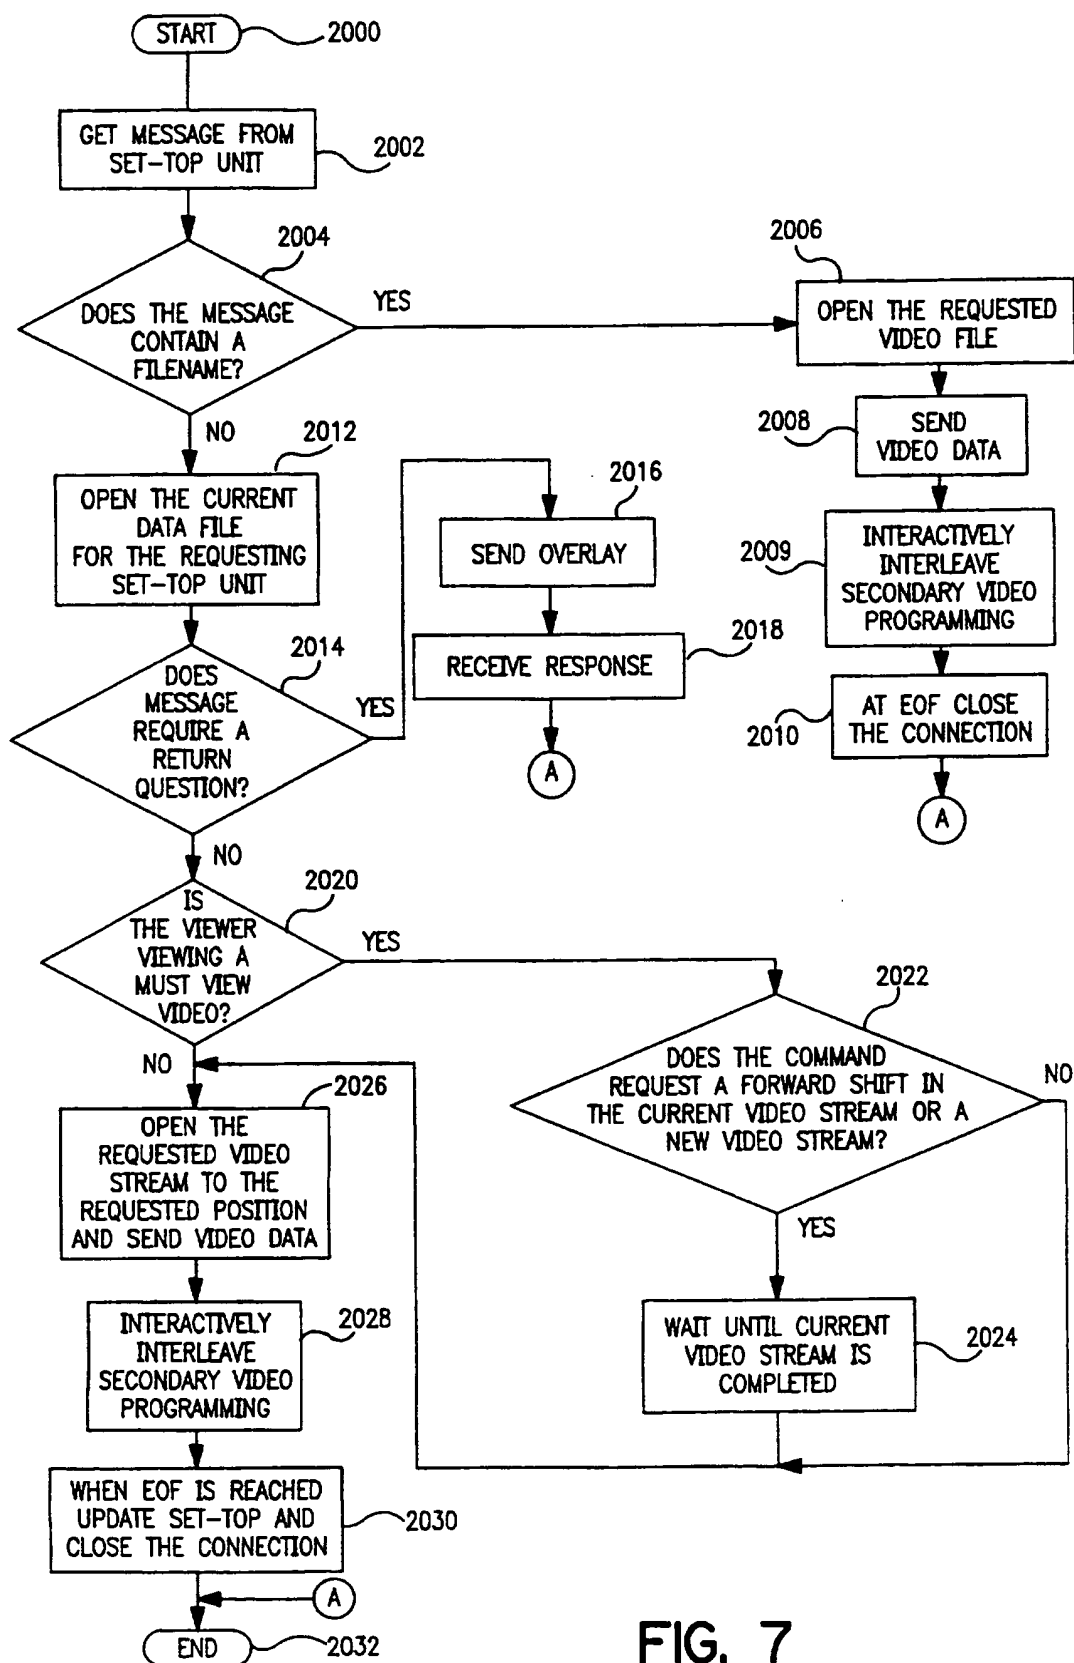 START
2000
GET MESSAGE FROM
SET-TOP UNIT
2002
2004
DOES THE MESSAGE
CONTAIN A
FILENAME?
YES
NO
2006
OPEN THE REQUESTED
VIDEO FILE
2008
SEND
VIDEO DATA
2009
INTERACTIVELY
INTERLEAVE
SECONDARY VIDEO
PROGRAMMING
2010
AT EOF CLOSE
THE CONNECTION
A
2012
OPEN THE CURRENT
DATA FILE
FOR THE REQUESTING
SET-TOP UNIT
2014
DOES
MESSAGE
REQUIRE A
RETURN
QUESTION?
YES
NO
2016
SEND OVERLAY
RECEIVE RESPONSE
2018
A
2020
IS
THE VIEWER
VIEWING A
MUST VIEW
VIDEO?
YES
NO
2022
DOES THE COMMAND
REQUEST A FORWARD SHIFT IN
THE CURRENT VIDEO STREAM OR A
NEW VIDEO STREAM?
NO
YES
WAIT UNTIL CURRENT
VIDEO STREAM IS
COMPLETED
2024
2026
OPEN THE
REQUESTED VIDEO
STREAM TO THE
REQUESTED POSITION
AND SEND VIDEO DATA
INTERACTIVELY
INTERLEAVE
SECONDARY VIDEO
PROGRAMMING
2028
WHEN EOF IS REACHED
UPDATE SET-TOP AND
CLOSE THE CONNECTION
2030
A
END
2032
FIG. 7